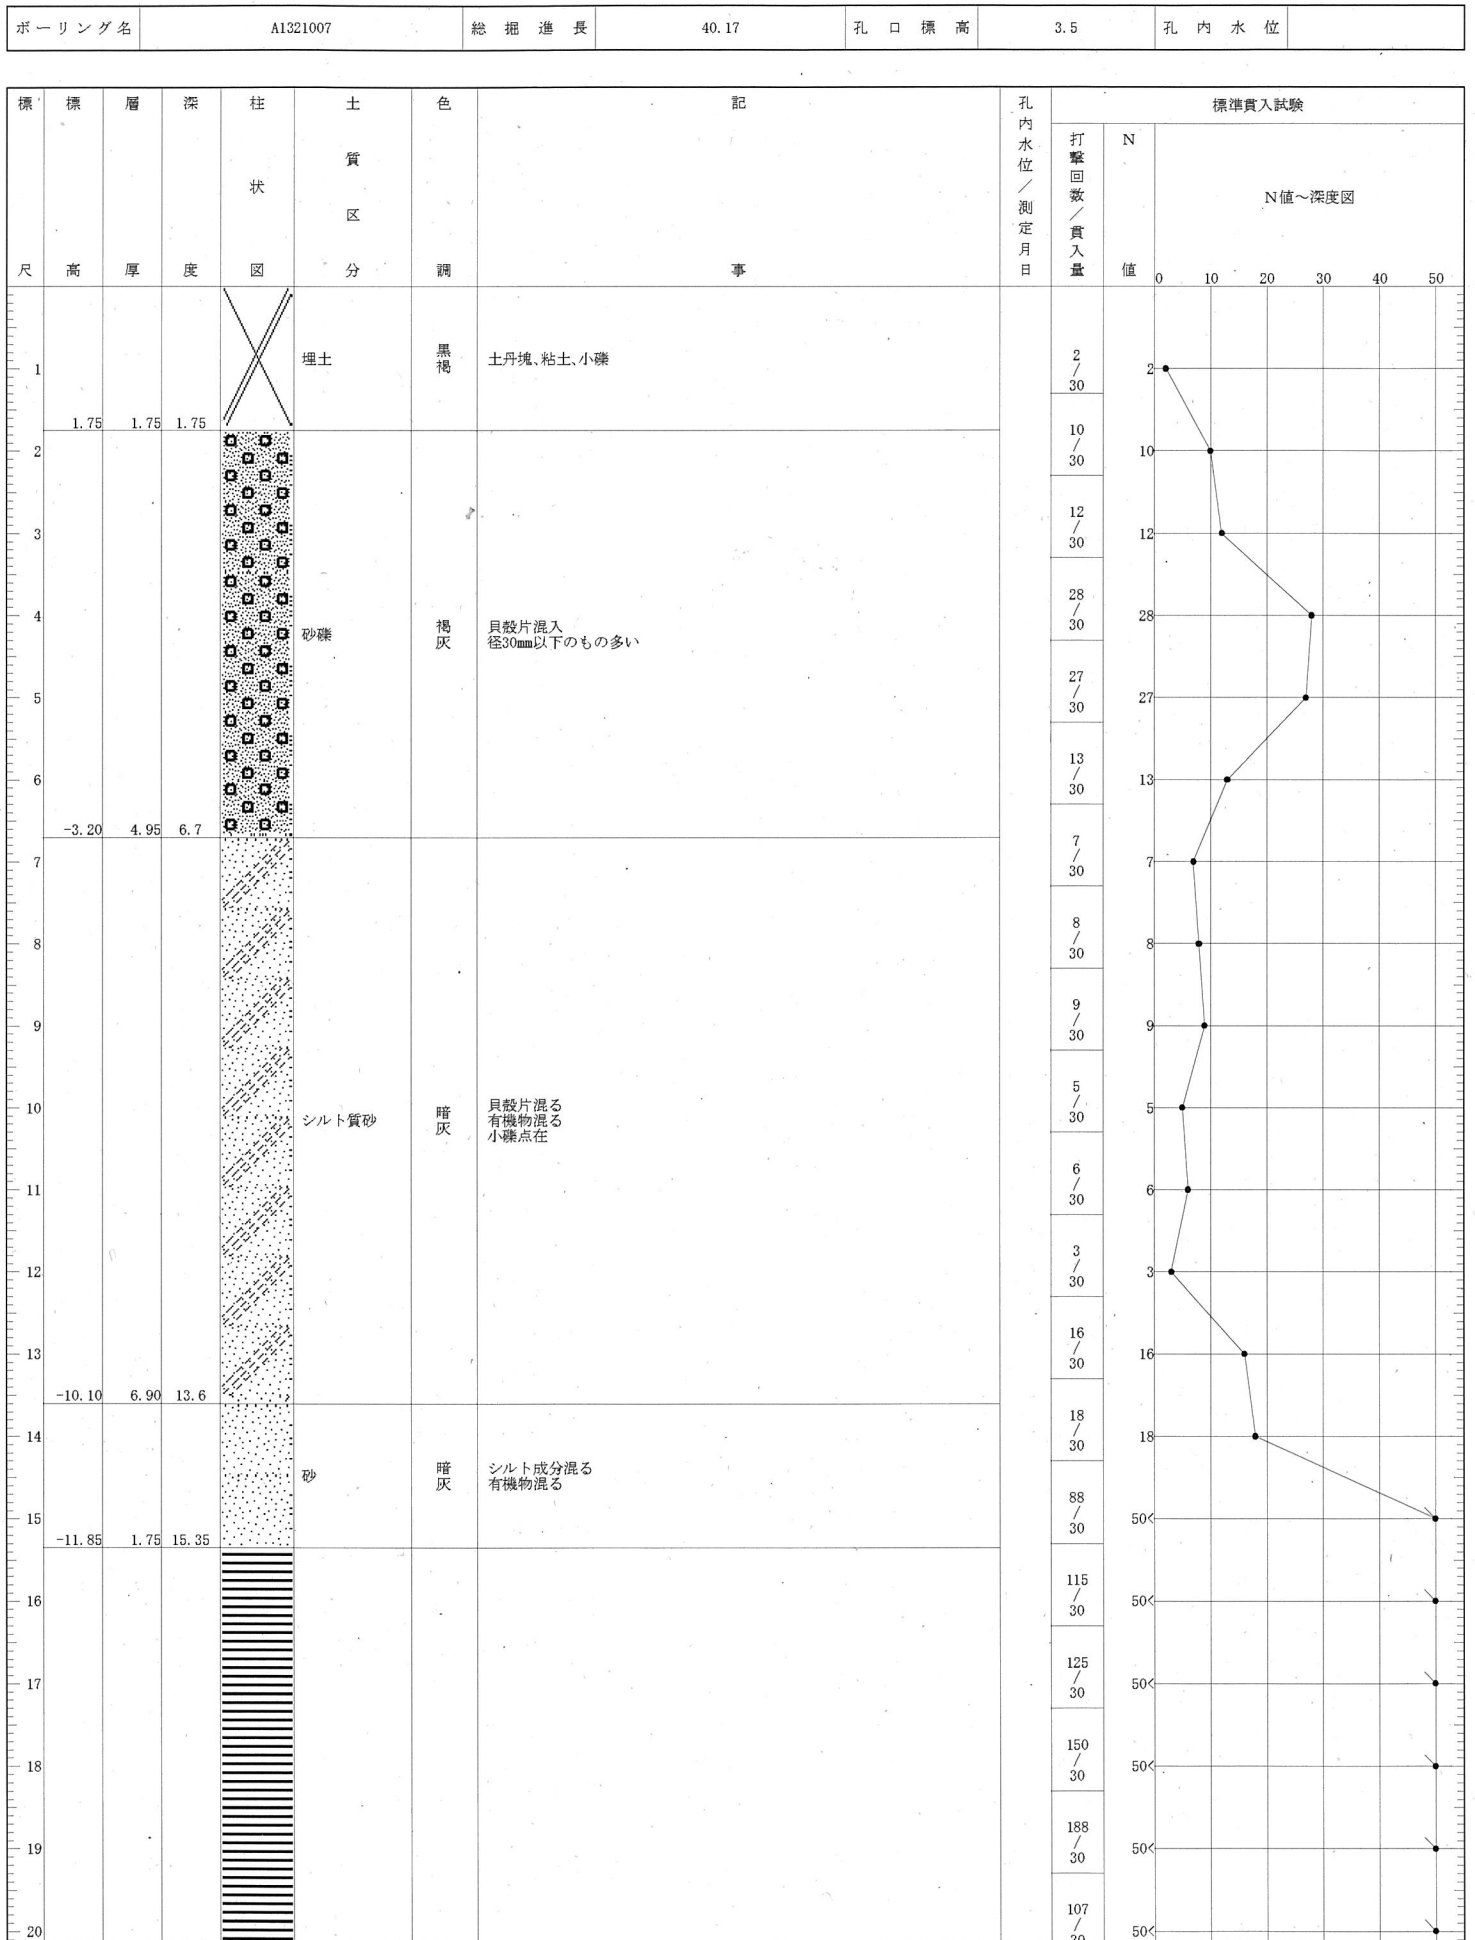 ボーリング名 A1321007 総掘進長 40.17 孔口標高 3.5 孔内水位
標尺 標高 層厚 深度 柱状図 土質区分 色調 記事 孔内水位/測定月日 標準貫入試験
打撃回数/貫入量 N値 N値～深度図
0 10 20 30 40 50
埋土 黒褐 土丹塊、粘土、小礫
1 2/30 2
1.75 1.75 1.75
2 10/30 10
3 12/30 12
4 28/30 28
砂礫 褐灰 貝殻片混入
径30mm以下のもの多い
5 27/30 27
6 13/30 13
-3.20 4.95 6.7
7 7/30 7
8 8/30 8
9 9/30 9
10 5/30 5
シルト質砂 暗灰 貝殻片混る
有機物混る
小礫点在
11 6/30 6
12 3/30 3
13 16/30 16
-10.10 6.90 13.6
14 18/30 18
砂 暗灰 シルト成分混る
有機物混る
15 88/30 50<
-11.85 1.75 15.35
16 115/30 50<
17 125/30 50<
18 150/30 50<
19 188/30 50<
20 107/30 50<